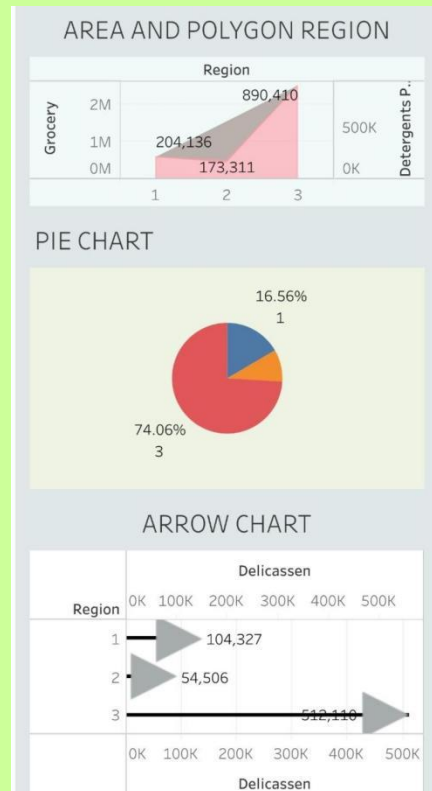 AREA AND POLYGON REGION
Region
Grocery
2M
1M
0M
890,410
204,136
173,311
500K
0K
Detergents P..
1 2 3
PIE CHART
16.56%
1
74.06%
3
ARROW CHART
Delicassen
Region 0K 100K 200K 300K 400K 500K
1 104,327
2 54,506
3 512,110
0K 100K 200K 300K 400K 500K
Delicassen